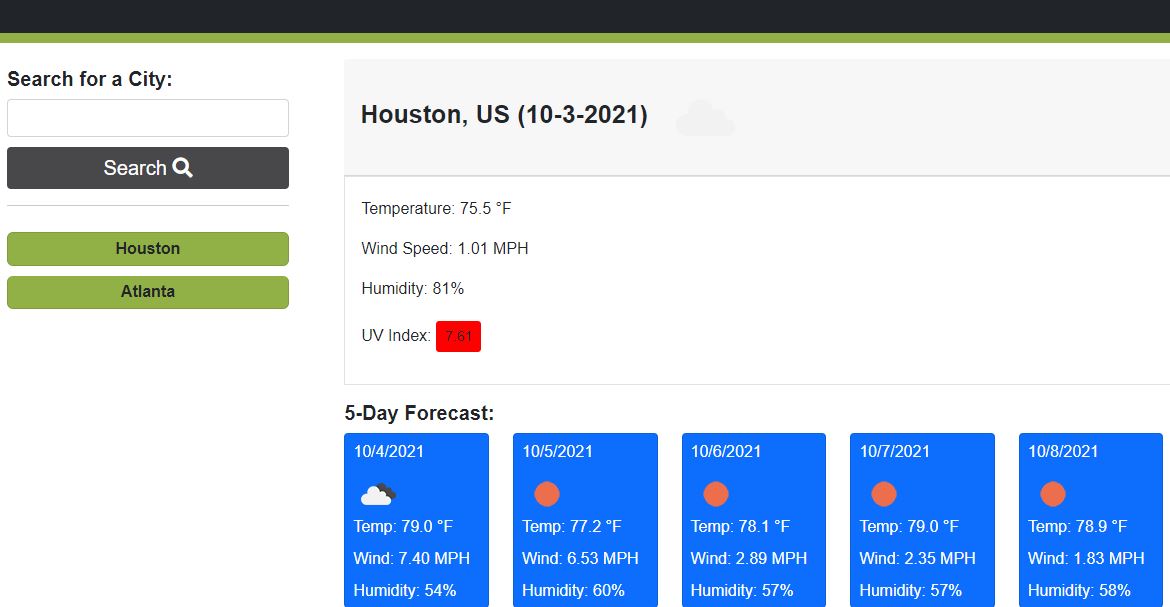 Search for a City:
Search
Houston
Atlanta
Houston, US (10-3-2021)
Temperature: 75.5 °F
Wind Speed: 1.01 MPH
Humidity: 81%
UV Index: 7.61
5-Day Forecast:
10/4/2021
Temp: 79.0 °F
Wind: 7.40 MPH
Humidity: 54%
10/5/2021
Temp: 77.2 °F
Wind: 6.53 MPH
Humidity: 60%
10/6/2021
Temp: 78.1 °F
Wind: 2.89 MPH
Humidity: 57%
10/7/2021
Temp: 79.0 °F
Wind: 2.35 MPH
Humidity: 57%
10/8/2021
Temp: 78.9 °F
Wind: 1.83 MPH
Humidity: 58%